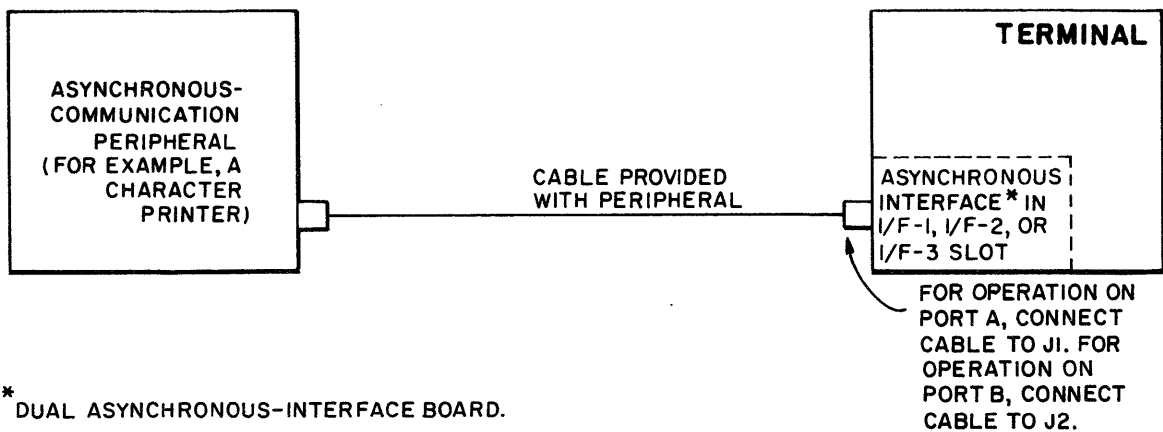 TERMINAL
ASYNCHRONOUS-
COMMUNICATION
PERIPHERAL
(FOR EXAMPLE, A
CHARACTER
PRINTER)
CABLE PROVIDED
WITH PERIPHERAL
ASYNCHRONOUS
INTERFACE* IN
I/F-1, I/F-2, OR
I/F-3 SLOT
FOR OPERATION ON
PORT A, CONNECT
CABLE TO J1. FOR
OPERATION ON
PORT B, CONNECT
CABLE TO J2.
*DUAL ASYNCHRONOUS-INTERFACE BOARD.